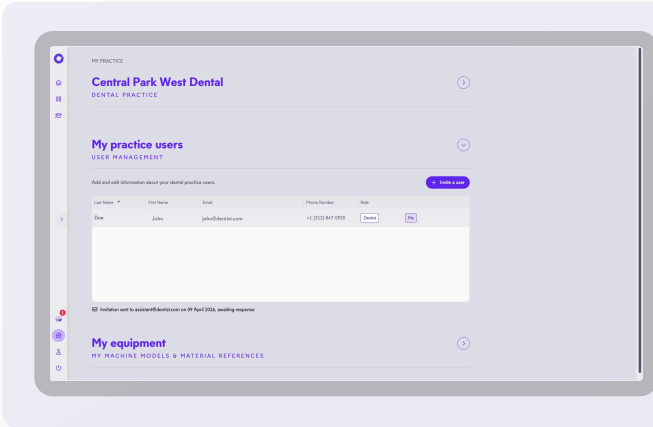 MY PRACTICE
Central Park West Dental
DENTAL PRACTICE
My practice users
USER MANAGEMENT
Add and edit information about your dental practice users.
+ Invite a user
Last Name First Name Email Phone Number Role
Doe John john@dentist.com +1 (312) 847-5920 Dentist Me
Invitation sent to assistant@dentist.com on 09 April 2026, awaiting response
My equipment
MY MACHINE MODELS & MATERIAL REFERENCES